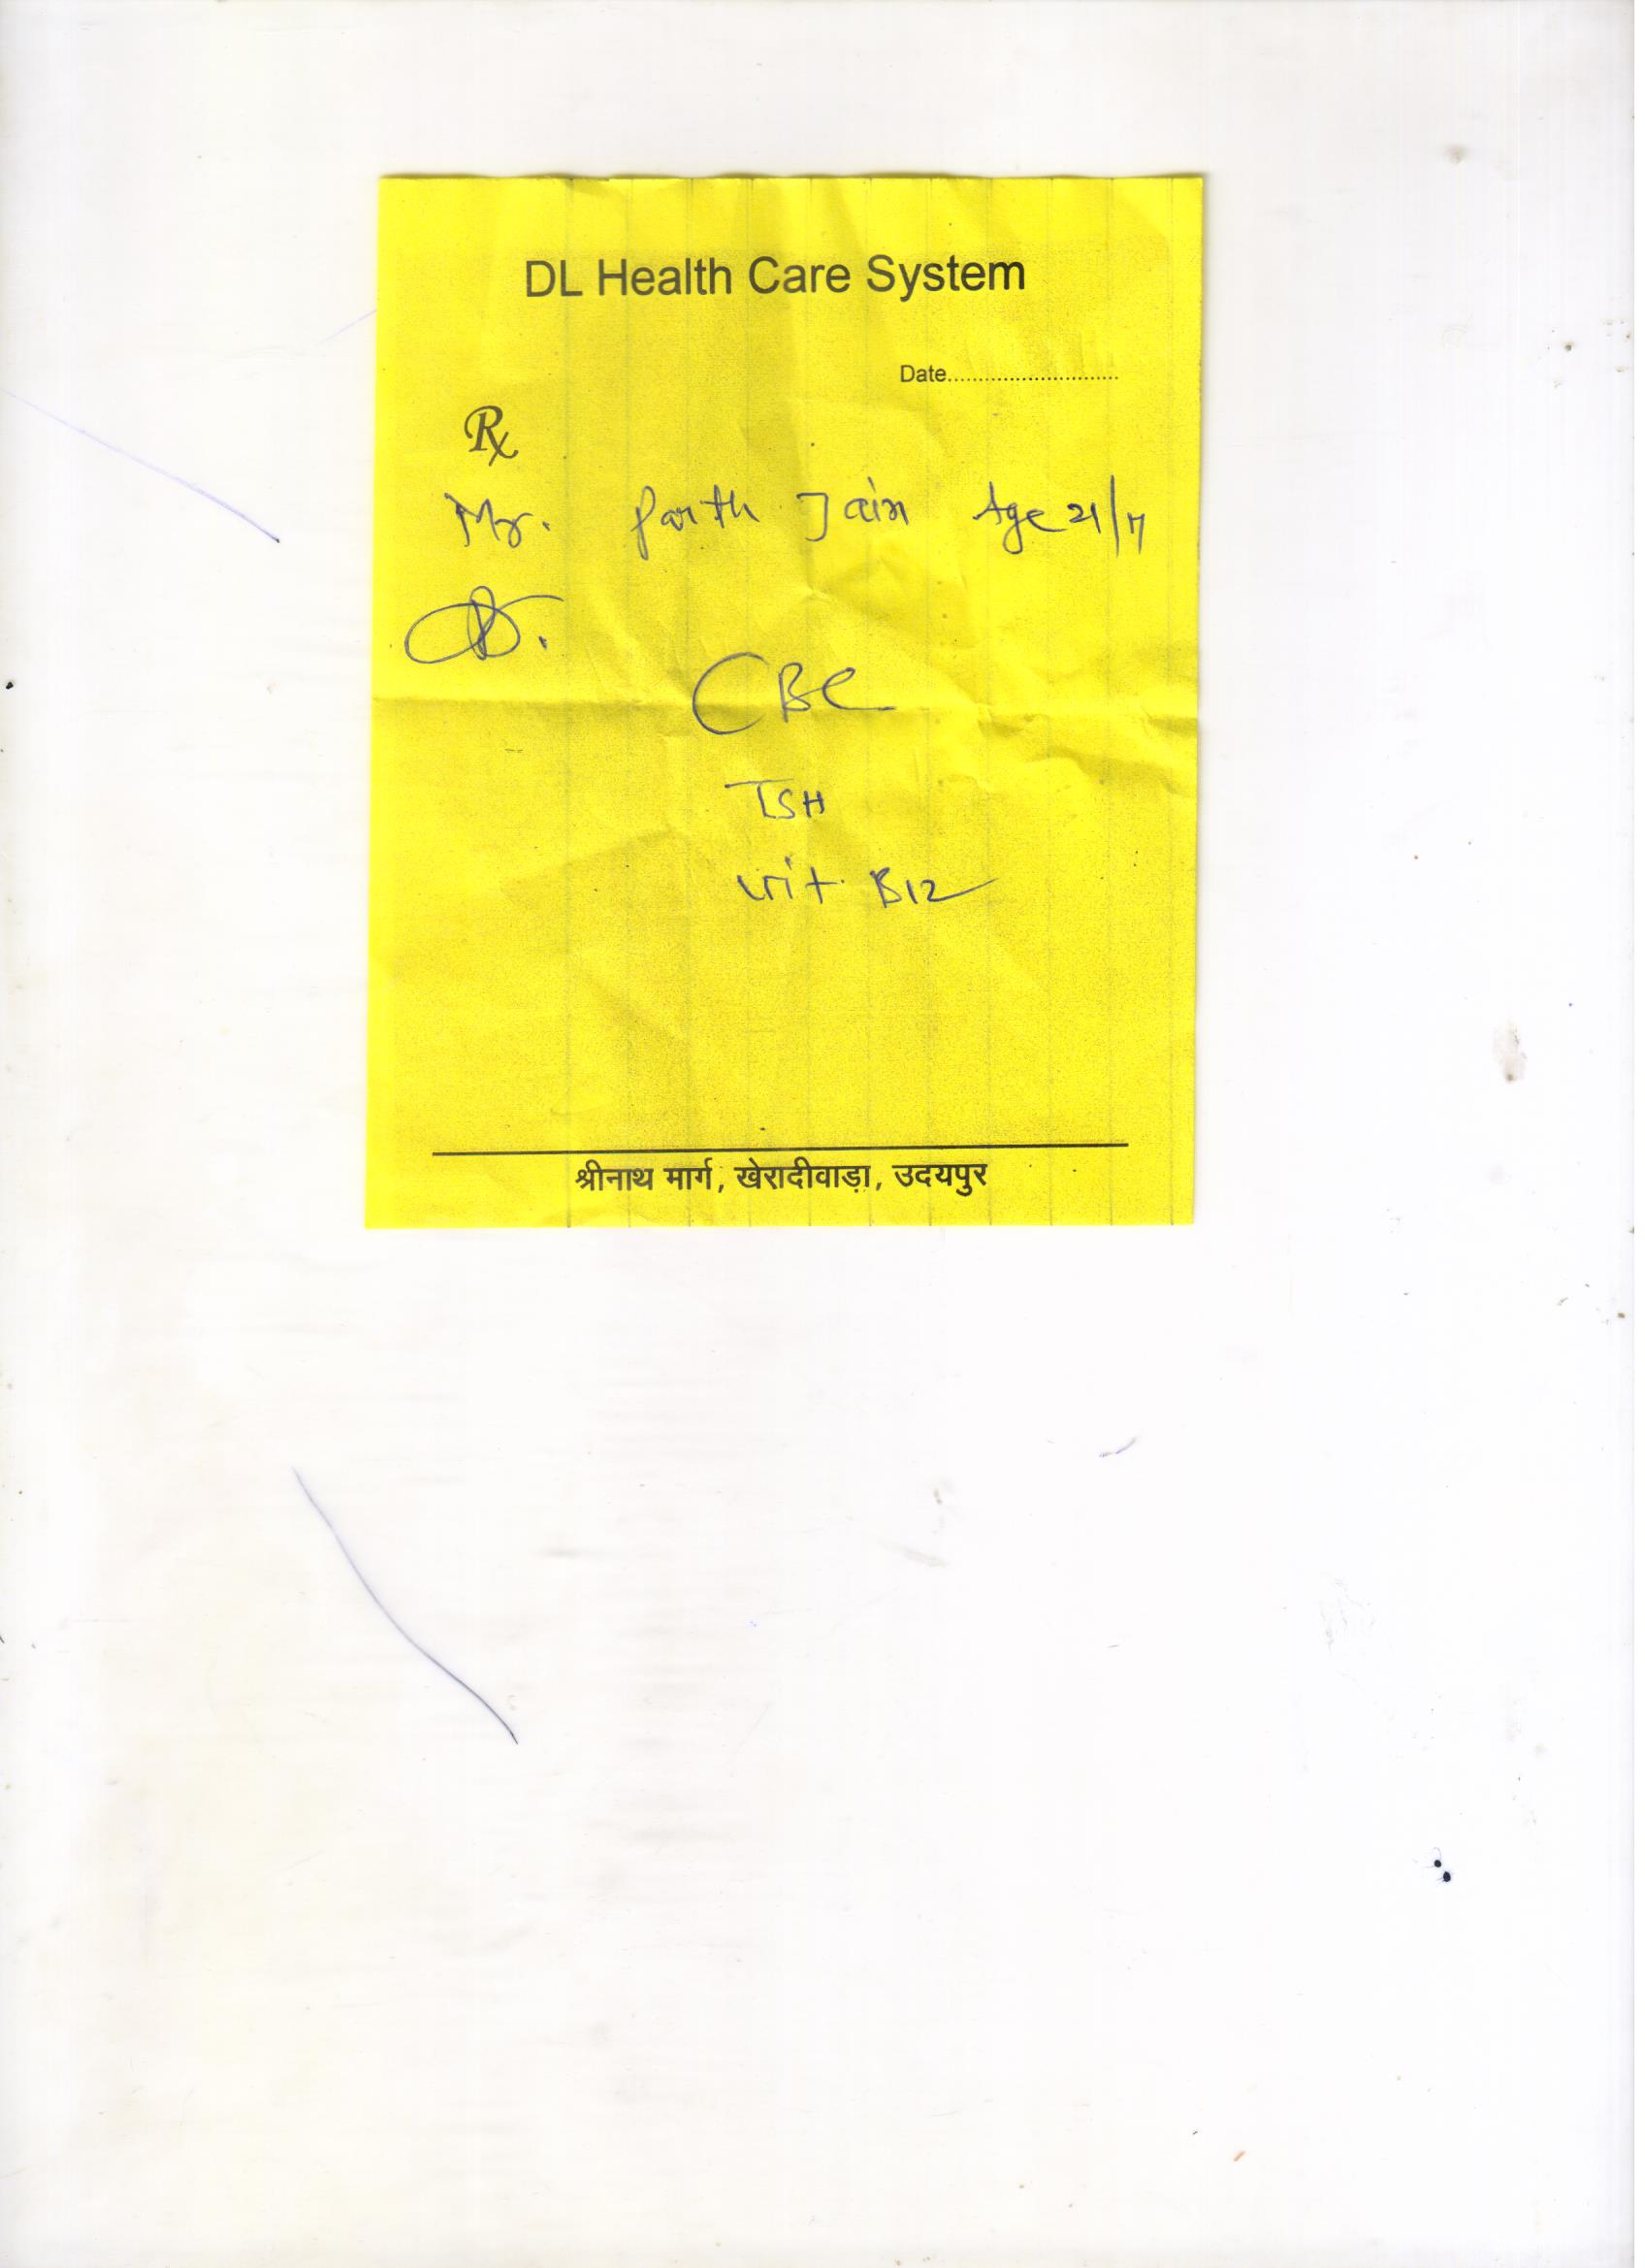 DL Health Care System
Date............................
Rx
Mr. Parth Jain Age 21/M
CBC
TSH
Vit. B12
श्रीनाथ मार्ग, खेरादीवाड़ा, उदयपुर